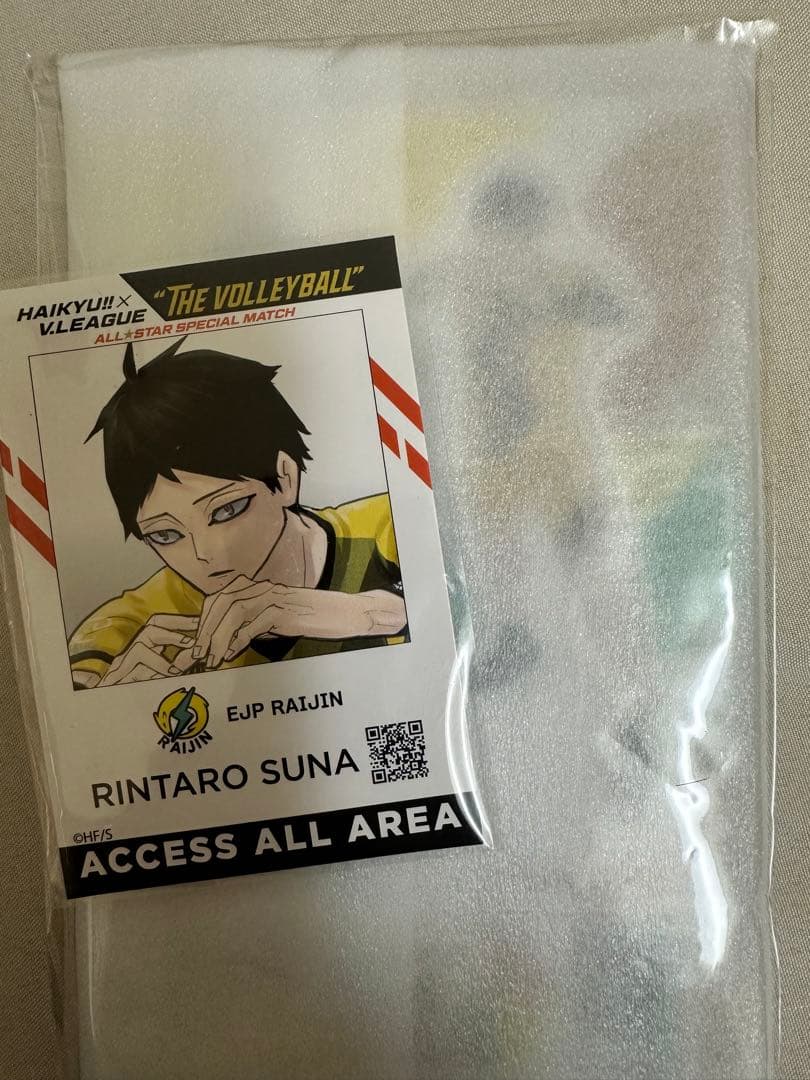 HAIKYU!!×
V.LEAGUE
"THE VOLLEYBALL"
ALL★STAR SPECIAL MATCH
RAIJIN
EJP RAIJIN
RINTARO SUNA
©HF/S
ACCESS ALL AREA